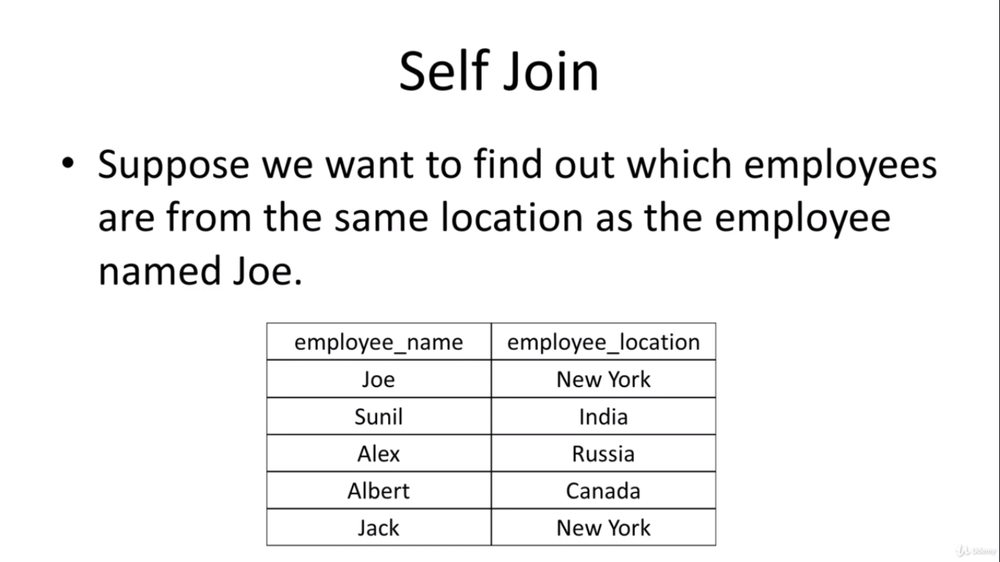 Self Join
• Suppose we want to find out which employees
are from the same location as the employee
named Joe.
employee_name employee_location
Joe New York
Sunil India
Alex Russia
Albert Canada
Jack New York
Udemy